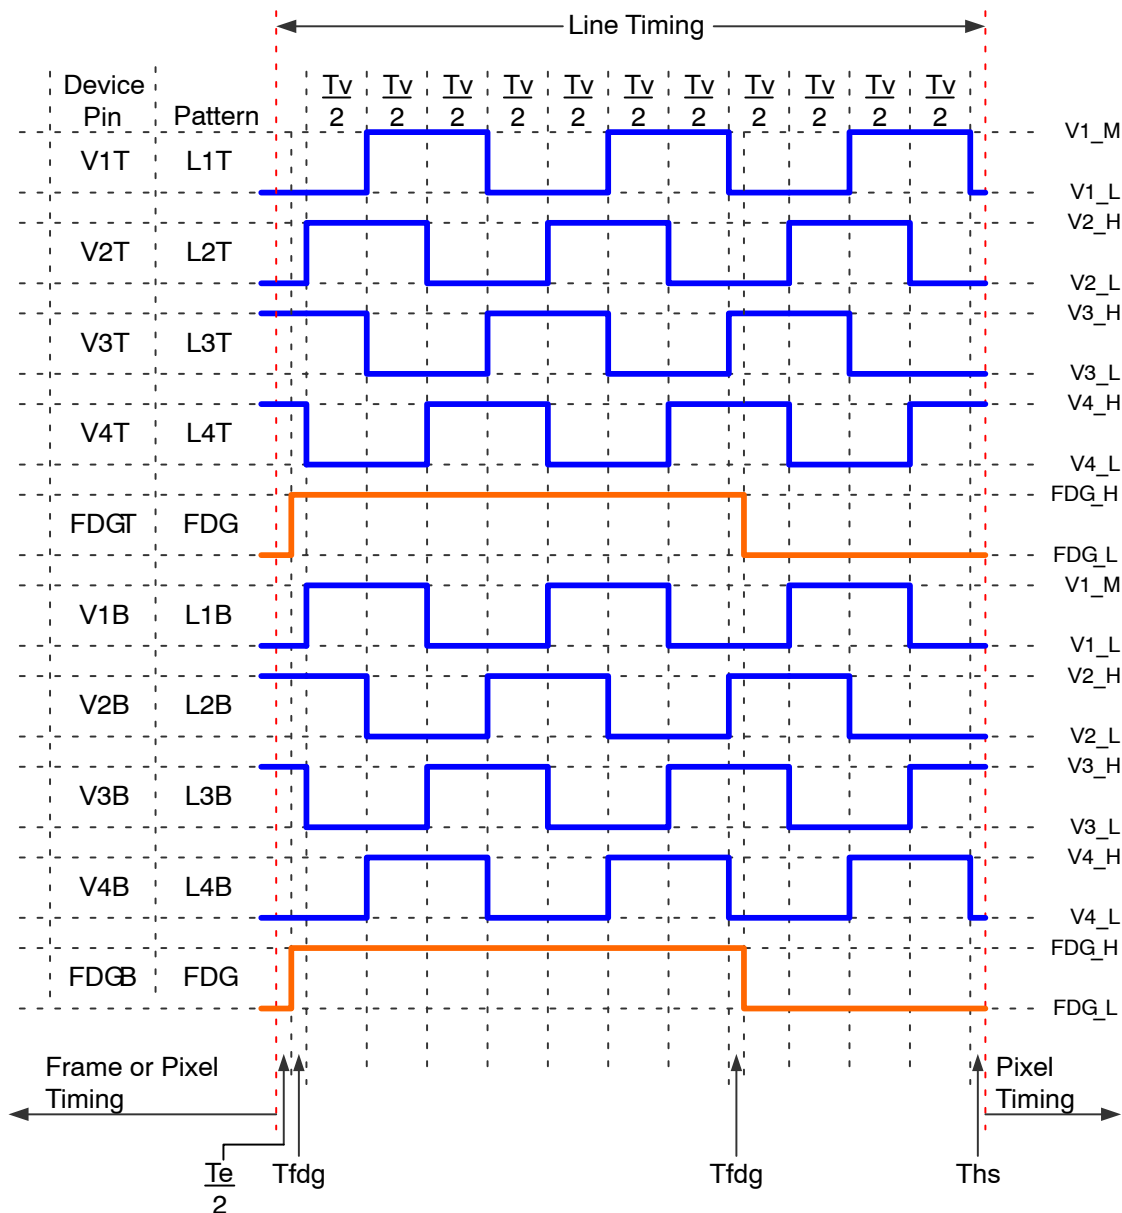 Line Timing
Device
Pin
Pattern
Tv Tv Tv Tv Tv Tv Tv Tv Tv Tv Tv
2 2 2 2 2 2 2 2 2 2 2
V1_M
V1T L1T
V1_L
V2_H
V2T L2T
V2_L
V3_H
V3T L3T
V3_L
V4_H
V4T L4T
V4_L
FDG_H
FDGT FDG
FDG_L
V1_M
V1B L1B
V1_L
V2_H
V2B L2B
V2_L
V3_H
V3B L3B
V3_L
V4_H
V4B L4B
V4_L
FDG_H
FDGB FDG
FDG_L
Frame or Pixel
Timing
Pixel
Timing
Te
2
Tfdg
Tfdg
Ths